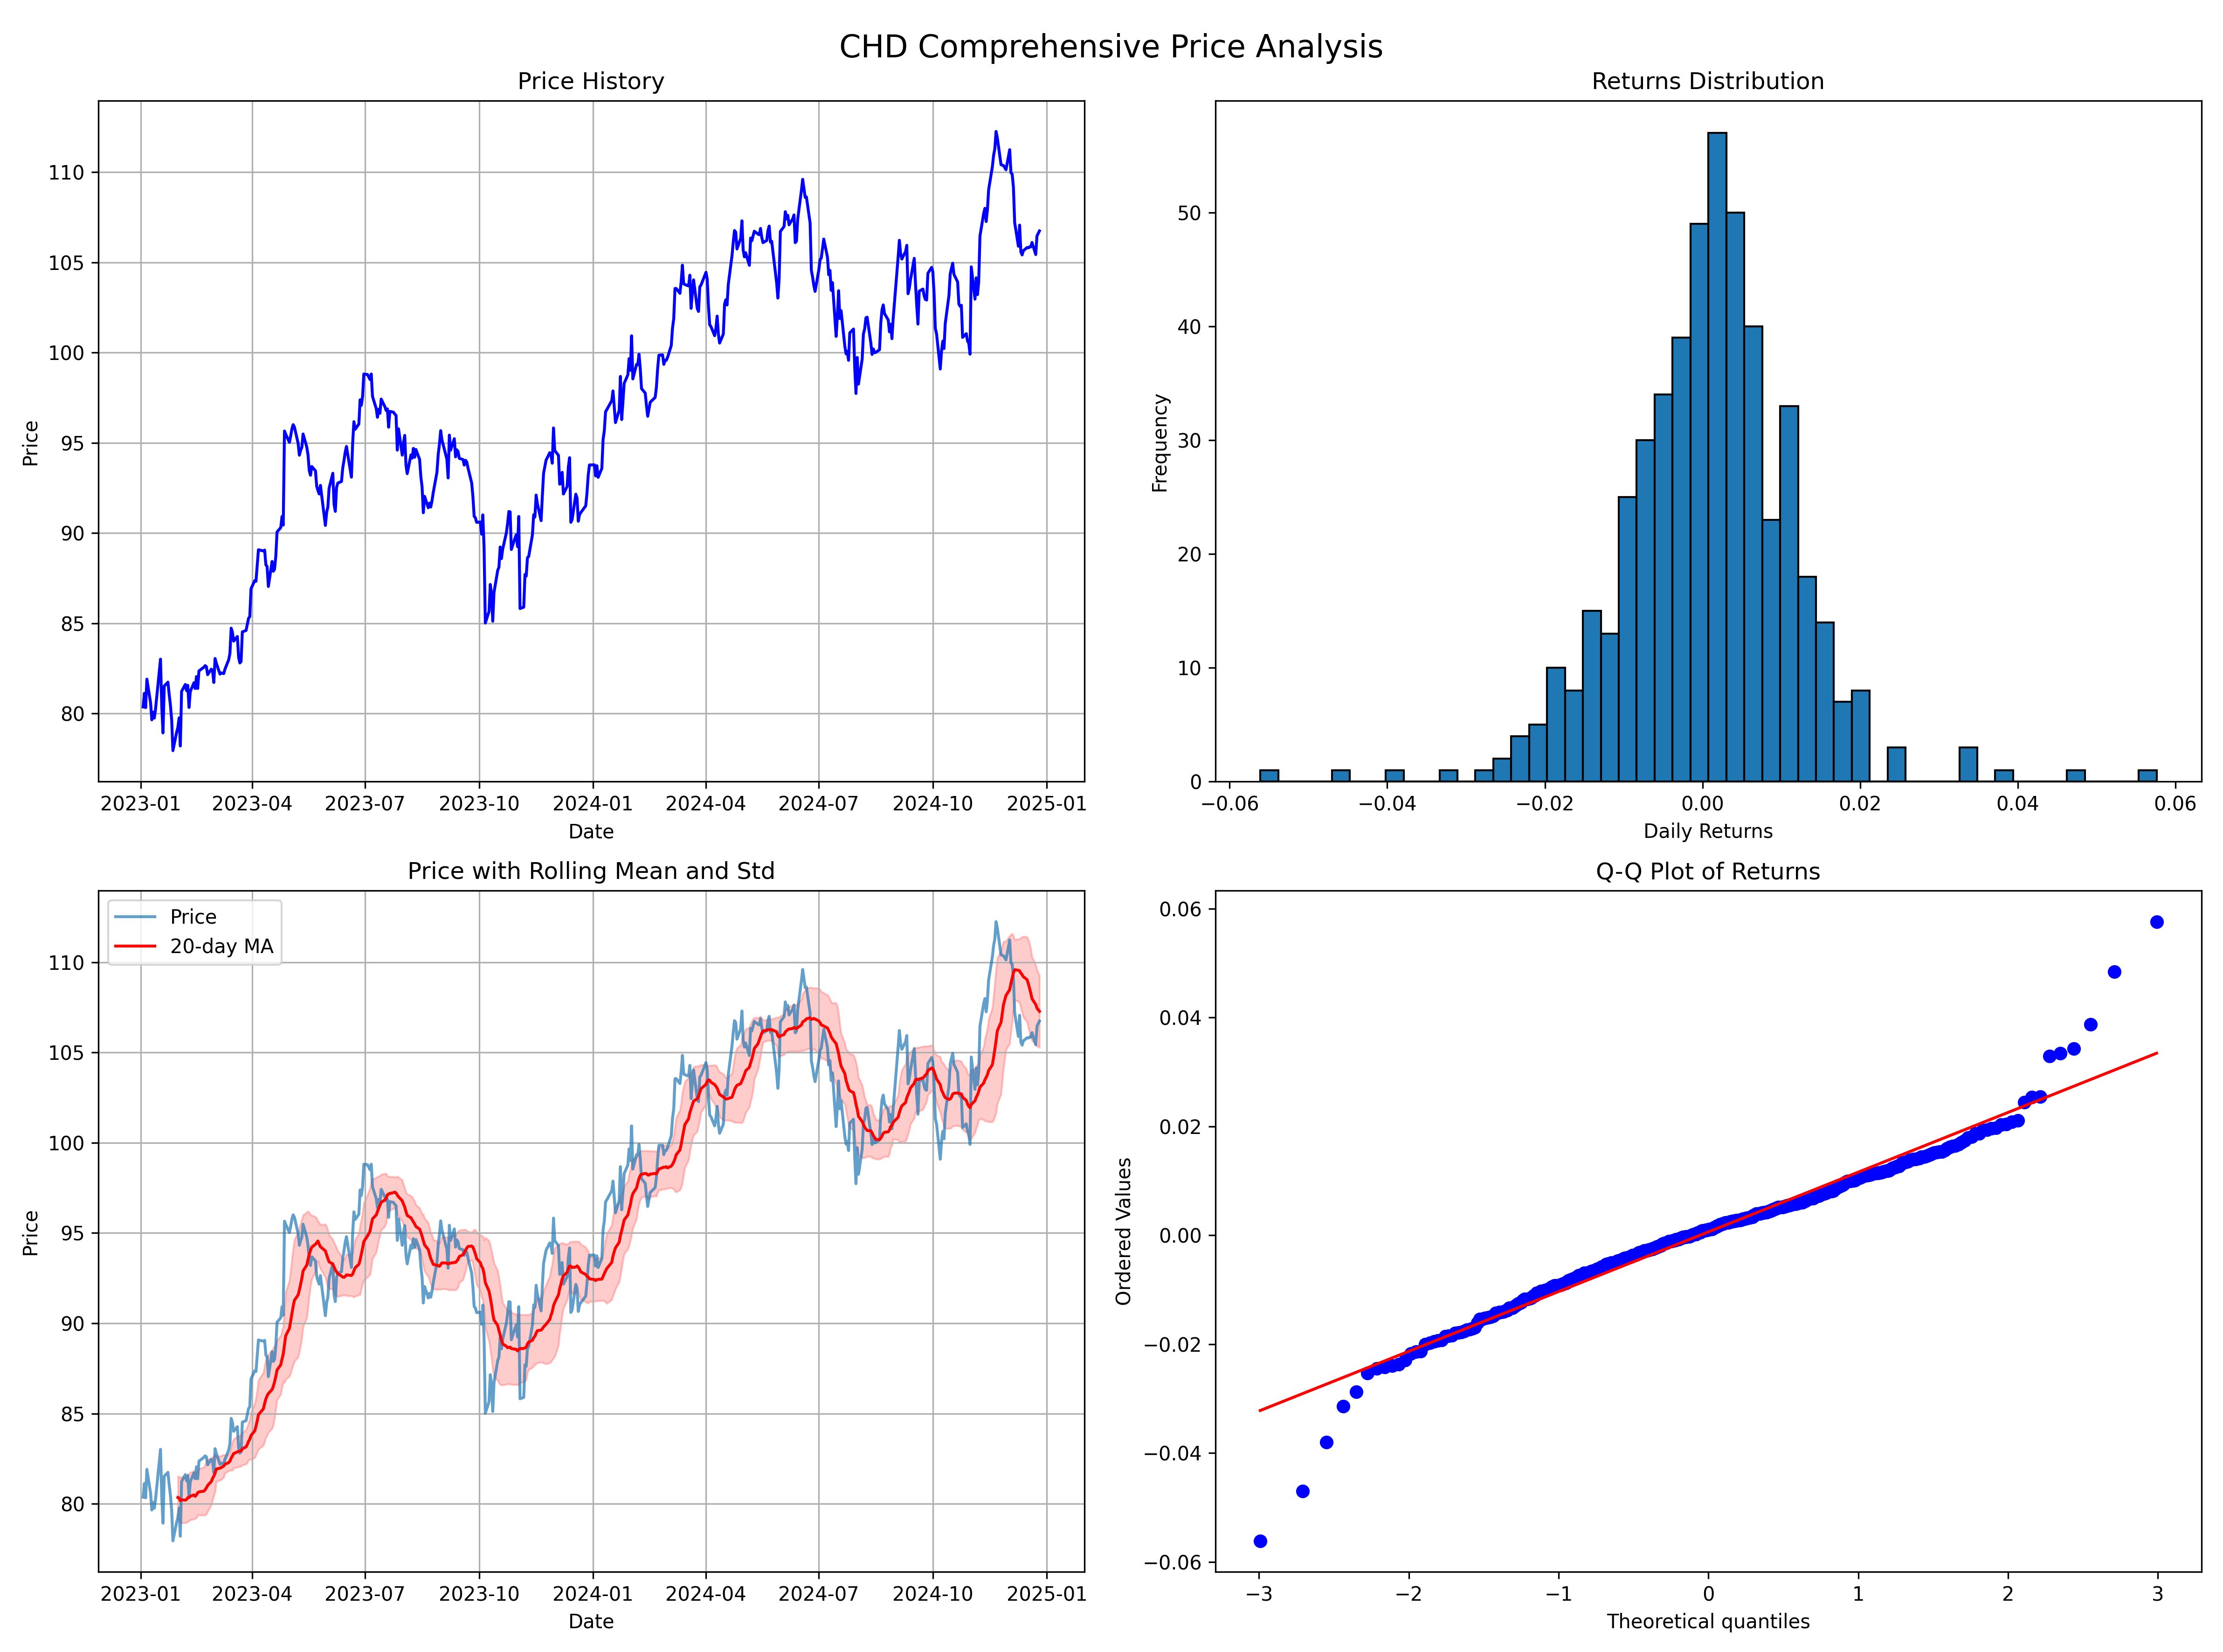 CHD Comprehensive Price Analysis
Price History
Price
110
105
100
95
90
85
80
2023-01 2023-04 2023-07 2023-10 2024-01 2024-04 2024-07 2024-10 2025-01
Date
Returns Distribution
Frequency
50
40
30
20
10
0
−0.06 −0.04 −0.02 0.00 0.02 0.04 0.06
Daily Returns
Price with Rolling Mean and Std
Price
20-day MA
Price
110
105
100
95
90
85
80
2023-01 2023-04 2023-07 2023-10 2024-01 2024-04 2024-07 2024-10 2025-01
Date
Q-Q Plot of Returns
Ordered Values
0.06
0.04
0.02
0.00
−0.02
−0.04
−0.06
−3 −2 −1 0 1 2 3
Theoretical quantiles